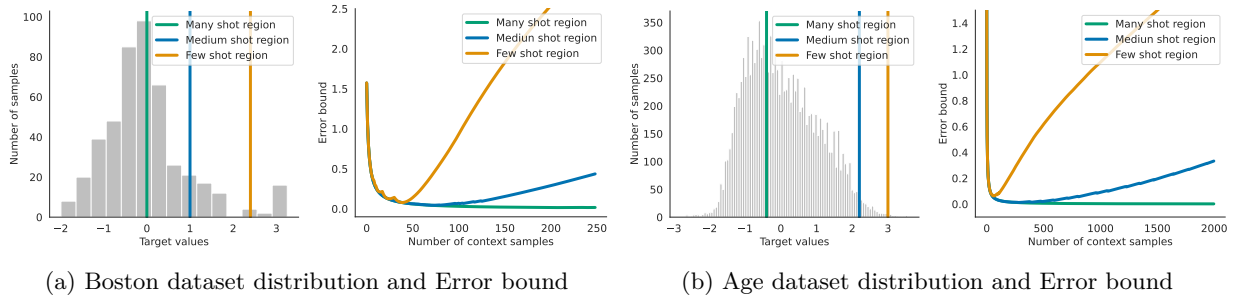 Number of samples
100
80
60
40
20
0
−2
−1
0
1
2
3
Target values
Many shot region
Medium shot region
Few shot region
Error bound
2.5
2.0
1.5
1.0
0.5
0.0
0
50
100
150
200
250
Number of context samples
Many shot region
Mediun shot region
Few shot region
(a) Boston dataset distribution and Error bound
Number of samples
350
300
250
200
150
100
50
0
−3
−2
−1
0
1
2
3
Target values
Many shot region
Medium shot region
Few shot region
Error bound
1.4
1.2
1.0
0.8
0.6
0.4
0.2
0.0
0
500
1000
1500
2000
Number of context samples
Many shot region
Mediun shot region
Few shot region
(b) Age dataset distribution and Error bound